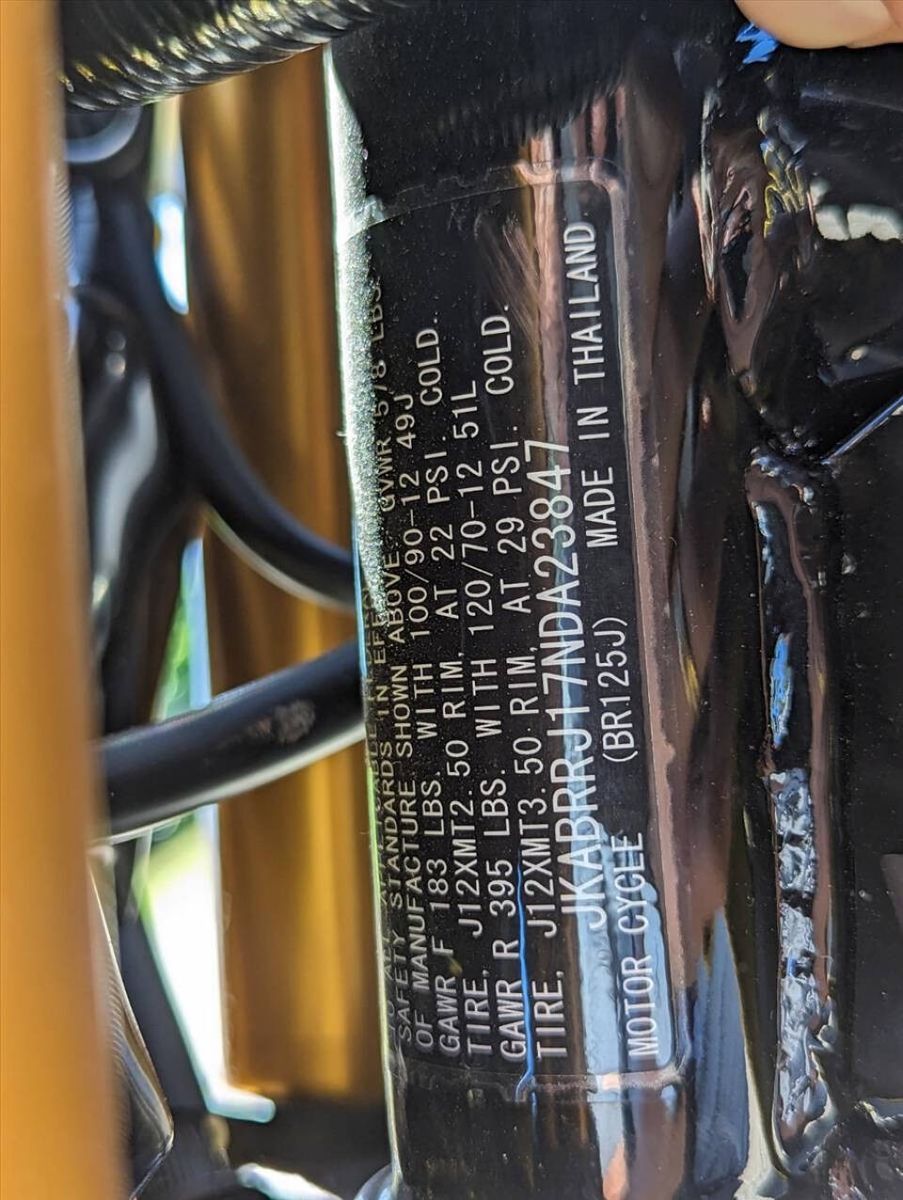 SAFETY STANDARDS IN EFFECT
OF MANUFACTURE SHOWN ABOVE. GVWR 578 LBS
GAWR F 183 LBS. WITH 100/90-12 49J
TIRE, J12XMT2.50 RIM, AT 22 PSI. COLD.
GAWR R 395 LBS. WITH 120/70-12 51L
TIRE, J12XMT3.50 RIM, AT 29 PSI. COLD.
JKABRRJ17NDA23847
MOTOR CYCLE (BR125J) MADE IN THAILAND